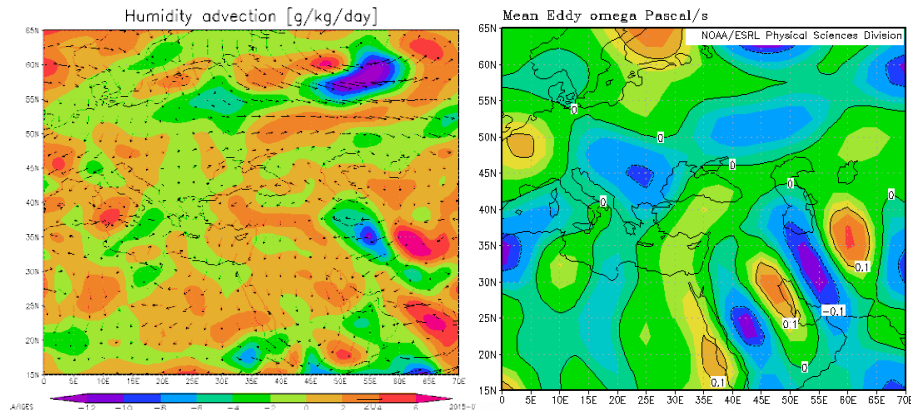 Humidity advection [g/kg/day]
65N
60N
55N
50N
45N
40N
35N
30N
25N
20N
15N
0 5E 10E 15E 20E 25E 30E 35E 40E 45E 50E 55E 60E 65E 70E
-12 -10 -8 -6 -4 -2 0 2 4 6
Mean Eddy omega Pascal/s
NOAA/ESRL Physical Sciences Division
65N
60N
55N
50N
45N
40N
35N
30N
25N
20N
15N
0 5E 10E 15E 20E 25E 30E 35E 40E 45E 50E 55E 60E 65E 70E
0
0
0
0
0
0
0
0
0.1
-0.1
0.1
0.1
0
0